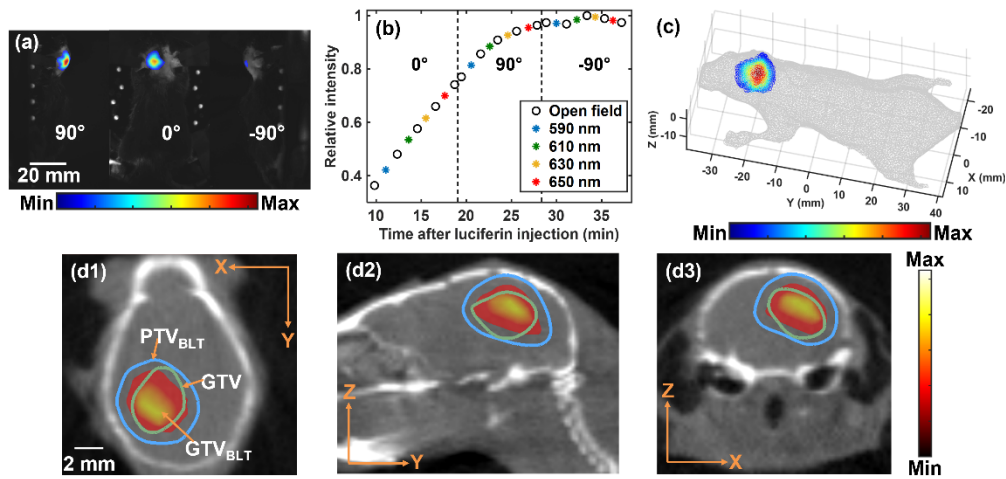 (a)
90°
0°
-90°
20 mm
Min
Max
(b)
Relative intensity
1
0.8
0.6
0.4
0°
90°
-90°
Open field
590 nm
610 nm
630 nm
650 nm
10
15
20
25
30
35
Time after luciferin injection (min)
(c)
Z (mm)
0
-10
-30
-20
-10
0
10
20
30
40
Y (mm)
-20
-10
0
10
X (mm)
Min
Max
(d1)
X
Y
PTVBLT
GTV
GTVBLT
2 mm
(d2)
Z
Y
(d3)
Z
X
Max
Min